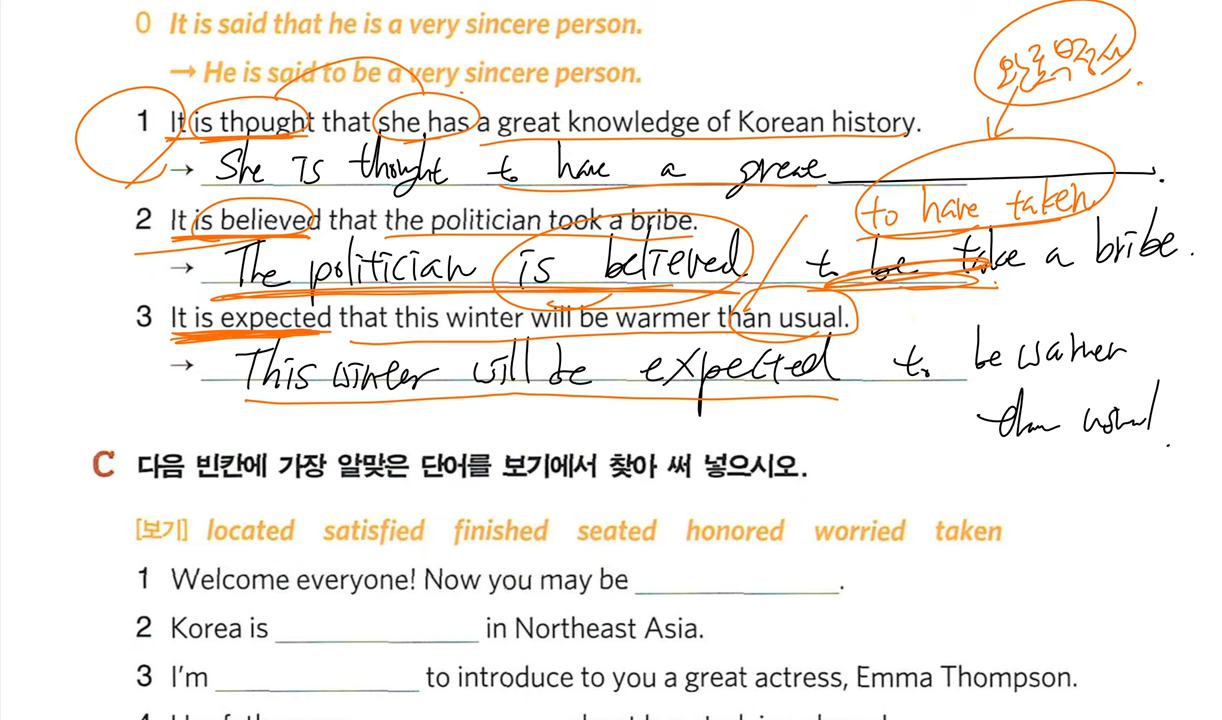 0 It is said that he is a very sincere person.
→ He is said to be a very sincere person.
완료부정사
1 It is thought that she has a great knowledge of Korean history.
→ She is thought to have a great .
to have taken
2 It is believed that the politician took a bribe.
→ The politician is believed to be take a bribe.
3 It is expected that this winter will be warmer than usual.
→ This winter will be expected to be warmer
than usual.
C 다음 빈칸에 가장 알맞은 단어를 보기에서 찾아 써 넣으시오.
[보기] located satisfied finished seated honored worried taken
1 Welcome everyone! Now you may be .
2 Korea is in Northeast Asia.
3 I'm to introduce to you a great actress, Emma Thompson.